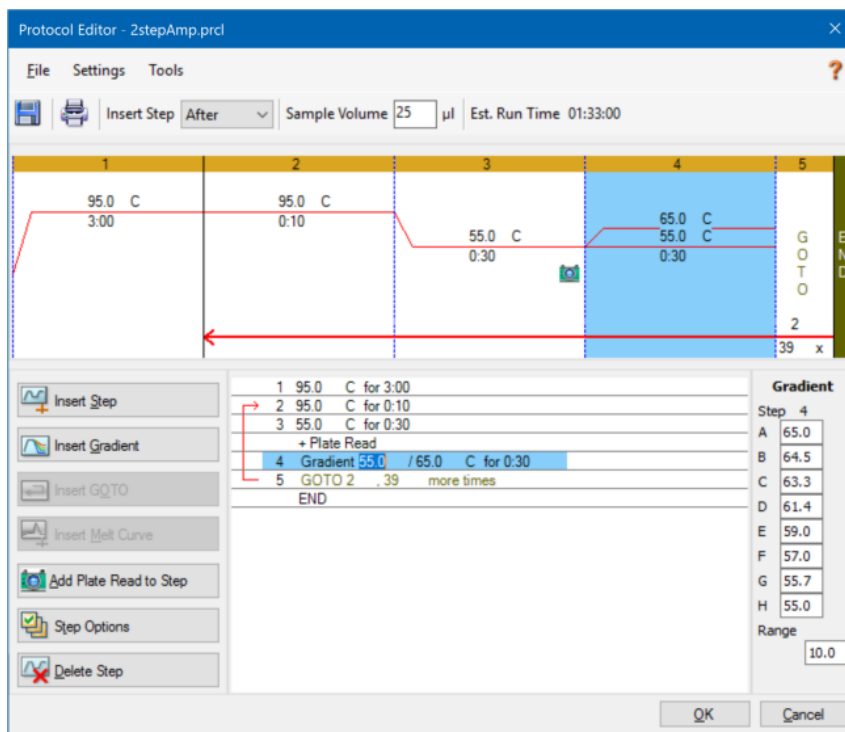 Protocol Editor - 2stepAmp.prcl
File Settings Tools ?
Insert Step After Sample Volume 25 μl Est. Run Time 01:33:00
1 2 3 4 5
95.0 C 95.0 C
3:00 0:10
65.0 C
55.0 C 55.0 C
0:30 0:30
G
O
T
O
E
N
D
2
39 x
Insert Step
Insert Gradient
Insert GOTO
Insert Melt Curve
Add Plate Read to Step
Step Options
Delete Step
1 95.0 C for 3:00
2 95.0 C for 0:10
3 55.0 C for 0:30
+ Plate Read
4 Gradient 55.0 / 65.0 C for 0:30
5 GOTO 2 , 39 more times
END
Gradient
Step 4
A 65.0
B 64.5
C 63.3
D 61.4
E 59.0
F 57.0
G 55.7
H 55.0
Range
10.0
OK Cancel